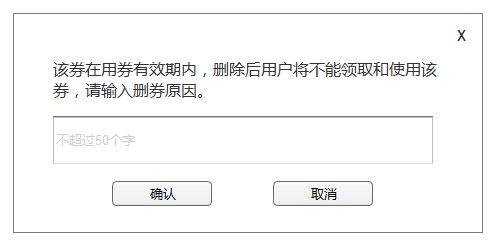 X
该券在用券有效期内，删除后用户将不能领取和使用该
券，请输入删券原因。
不超过50个字
确认
取消